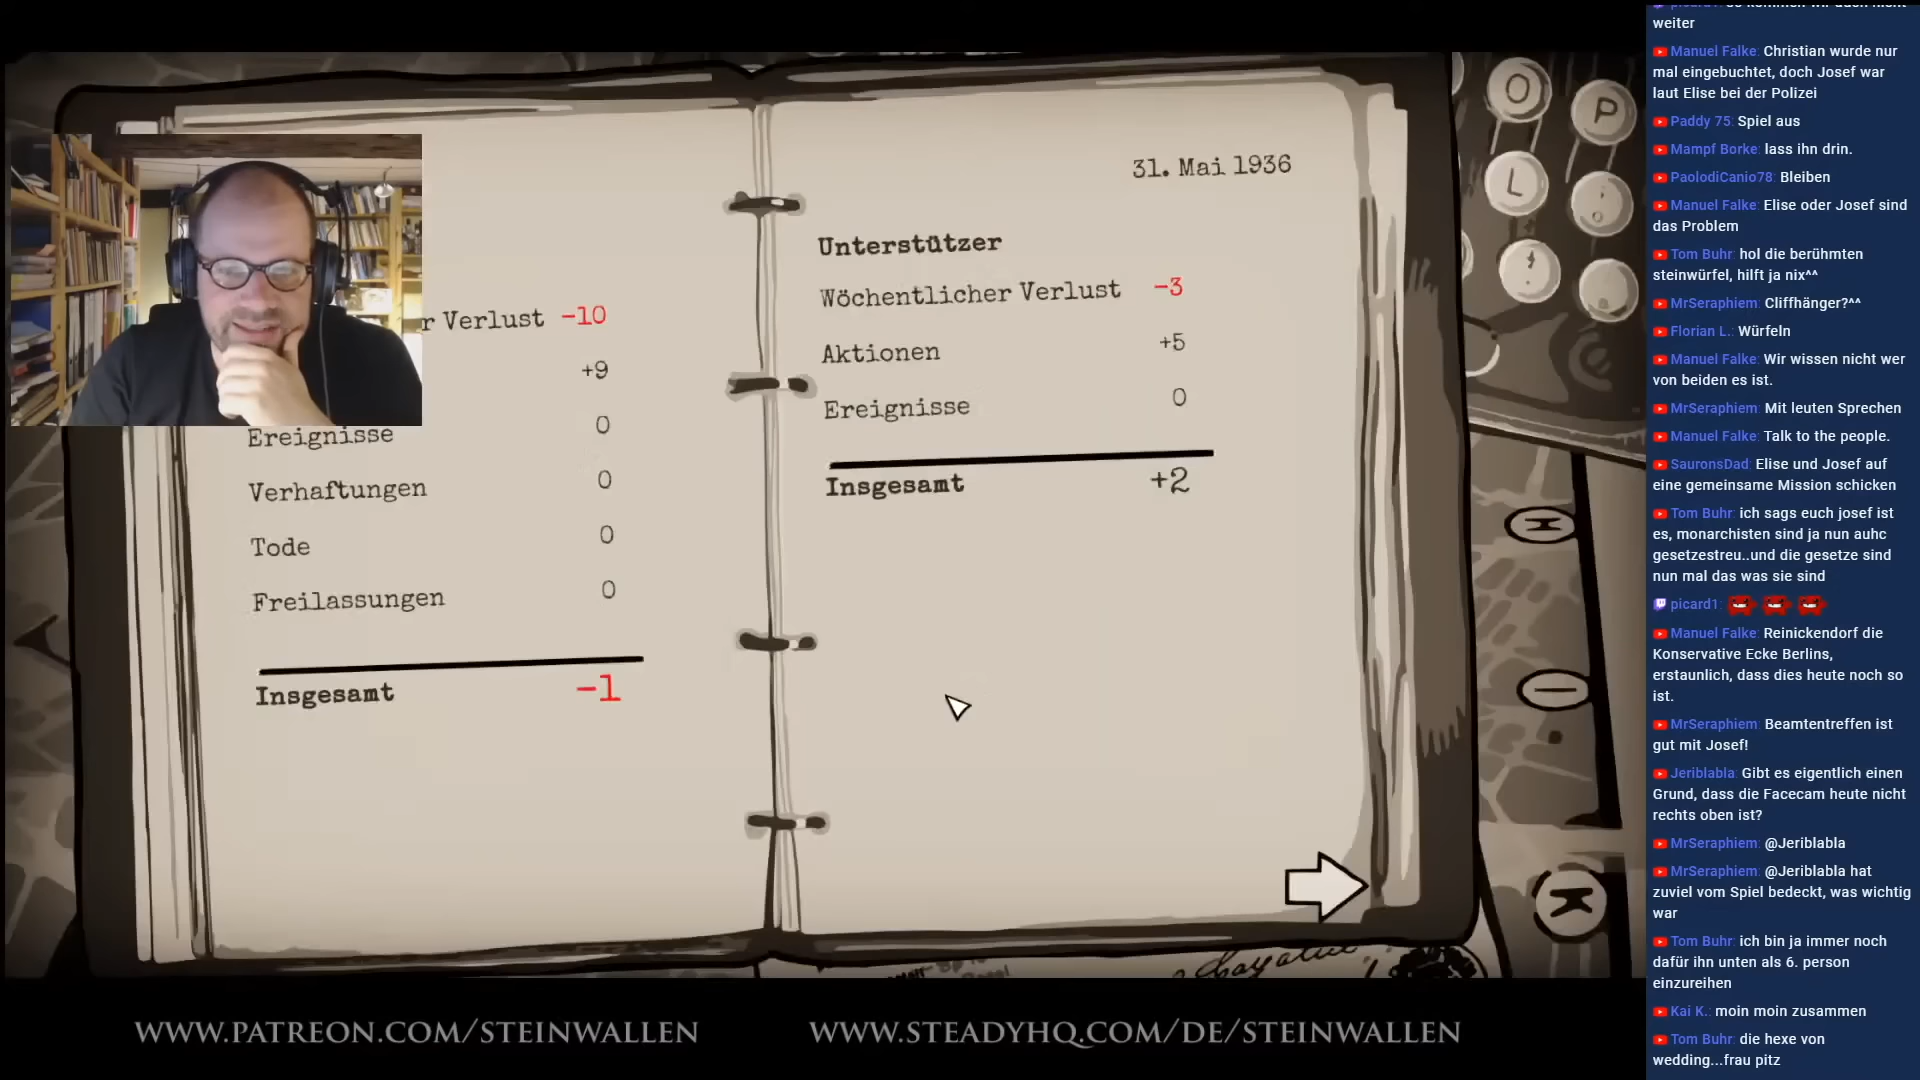 31. Mai 1936
r Verlust -10
+9
Ereignisse 0
Verhaftungen 0
Tode 0
Freilassungen 0
Insgesamt -1
Unterstützer
Wöchentlicher Verlust -3
Aktionen +5
Ereignisse 0
Insgesamt +2
O
P
L
K
WWW.PATREON.COM/STEINWALLEN
WWW.STEADYHQ.COM/DE/STEINWALLEN
weiter
Manuel Falke: Christian wurde nur
mal eingebuchtet, doch Josef war
laut Elise bei der Polizei
Paddy 75: Spiel aus
Mampf Borke: lass ihn drin.
PaolodiCanio78: Bleiben
Manuel Falke: Elise oder Josef sind
das Problem
Tom Buhr: hol die berühmten
steinwürfel, hilft ja nix^^
MrSeraphiem: Cliffhänger?^^
Florian L.: Würfeln
Manuel Falke: Wir wissen nicht wer
von beiden es ist.
MrSeraphiem: Mit leuten Sprechen
Manuel Falke: Talk to the people.
SauronsDad: Elise und Josef auf
eine gemeinsame Mission schicken
Tom Buhr: ich sags euch josef ist
es, monarchisten sind ja nun auhc
gesetzestreu..und die gesetze sind
nun mal das was sie sind
picard1:
Manuel Falke: Reinickendorf die
Konservative Ecke Berlins,
erstaunlich, dass dies heute noch so
ist.
MrSeraphiem: Beamtentreffen ist
gut mit Josef!
Jeriblabla: Gibt es eigentlich einen
Grund, dass die Facecam heute nicht
rechts oben ist?
MrSeraphiem: @Jeriblabla
MrSeraphiem: @Jeriblabla hat
zuviel vom Spiel bedeckt, was wichtig
war
Tom Buhr: ich bin ja immer noch
dafür ihn unten als 6. person
einzureihen
Kai K.: moin moin zusammen
Tom Buhr: die hexe von
wedding...frau pitz